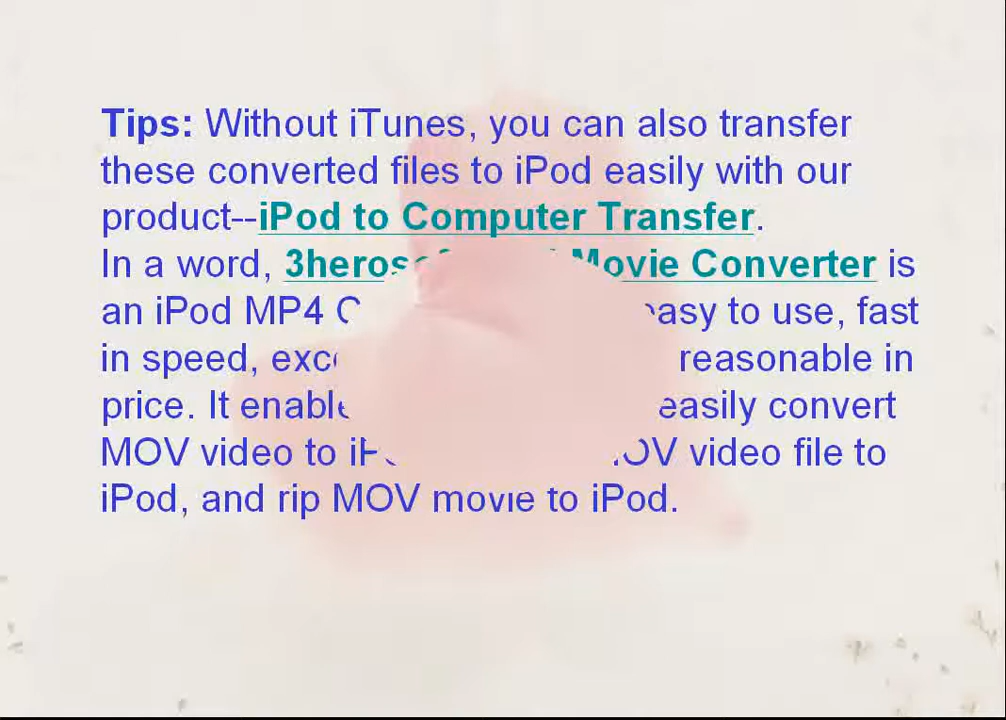 Tips: Without iTunes, you can also transfer
these converted files to iPod easily with our
product--iPod to Computer Transfer.
In a word, Movie Converter is
an iPod MP4 to use, fast
in speed, reasonable in
price. It easily convert
MOV video to video file to
iPod, and rip MOV movie to iPod.